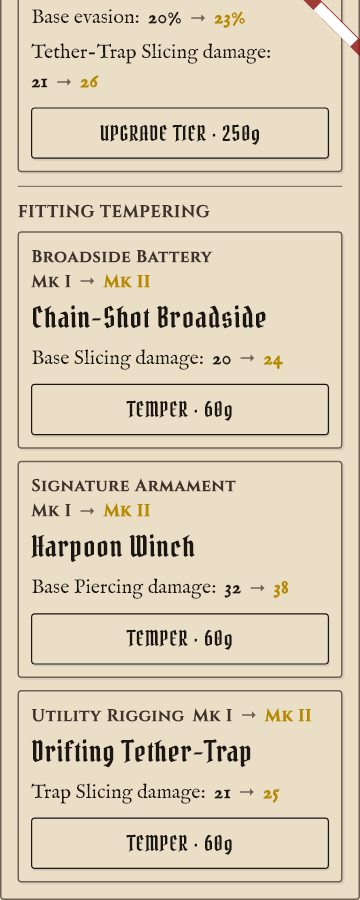 Base evasion: 20% → 23%
Tether-Trap Slicing damage:
21 → 26
UPGRADE TIER · 250g
FITTING TEMPERING
BROADSIDE BATTERY
MK I → MK II
Chain-Shot Broadside
Base Slicing damage: 20 → 24
TEMPER · 60g
SIGNATURE ARMAMENT
MK I → MK II
Harpoon Winch
Base Piercing damage: 32 → 38
TEMPER · 60g
UTILITY RIGGING MK I → MK II
Drifting Tether-Trap
Trap Slicing damage: 21 → 25
TEMPER · 60g